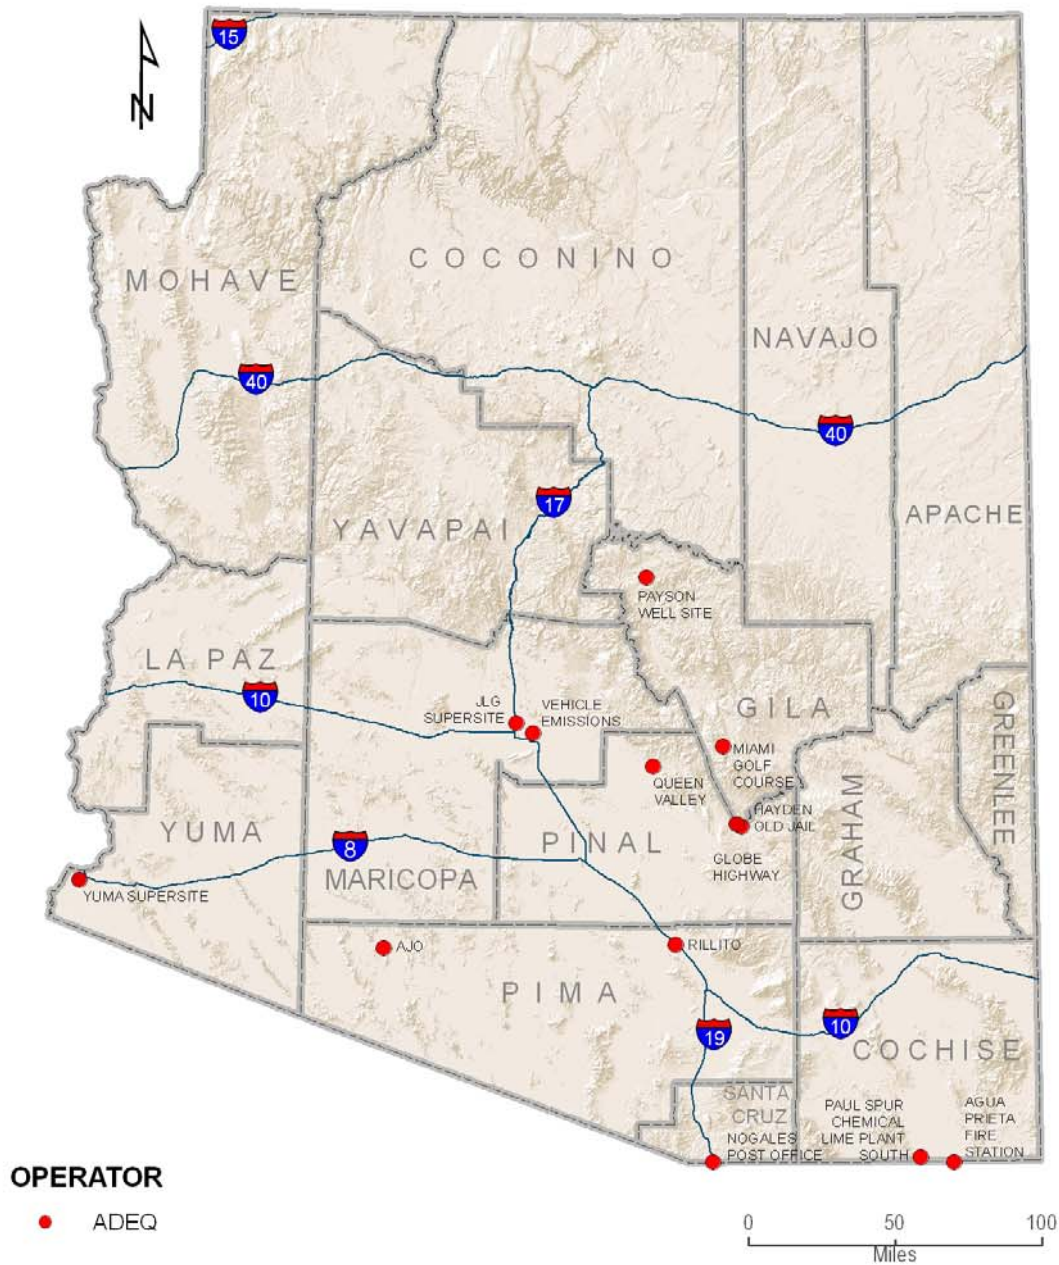 15
N
COCONINO
MOHAVE
NAVAJO
40
40
17
APACHE
YAVAPAI
PAYSON
WELL SITE
LA PAZ
10
JLG
SUPERSITE
VEHICLE
EMISSIONS
GILA
GREENLEE
MIAMI
GOLF
COURSE
QUEEN
VALLEY
GRAHAM
HAYDEN
OLD JAIL
YUMA
8
PINAL
GLOBE
HIGHWAY
MARICOPA
YUMA SUPERSITE
AJO
RILLITO
PIMA
19
10
COCHISE
SANTA
CRUZ
NOGALES
POST OFFICE
PAUL SPUR
CHEMICAL
LIME PLANT
SOUTH
AGUA
PRIETA
FIRE
STATION
OPERATOR
ADEQ
0 50 100
Miles